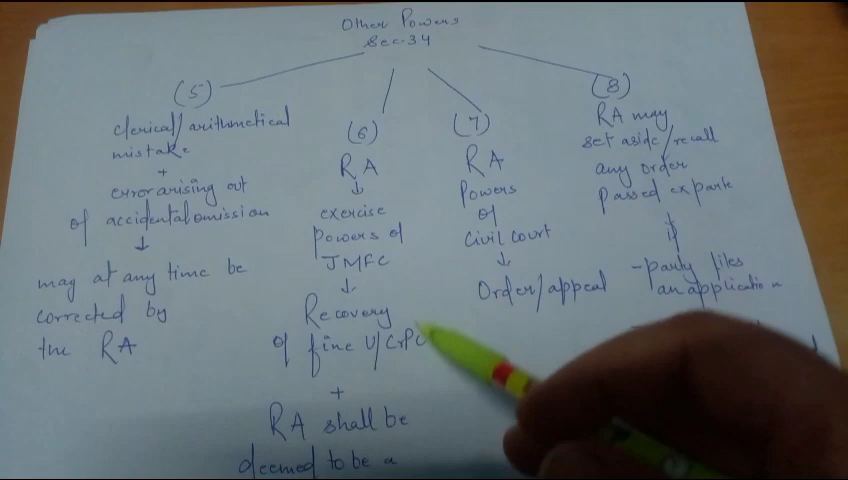 Other Powers
Sec-34
(5)
clerical/arithmetical
mistake
+
error arising out
of accidental omission
↓
may at any time be
corrected by
the RA
(6)
RA
↓
exercise
powers of
JMFC
↓
Recovery
of fine U/CrPC
+
RA shall be
deemed to be a
(7)
RA
Powers
of
Civil court
↓
Order/appeal
(8)
RA may
set aside/recall
any order
passed ex parte
↓
if
- party files
an application